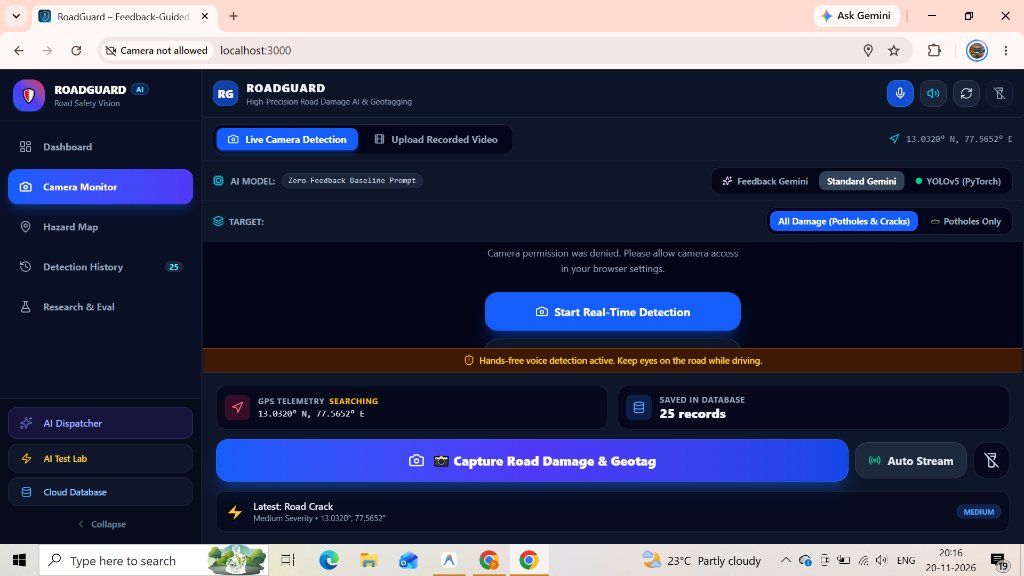 RoadGuard – Feedback-Guided
Ask Gemini
Camera not allowed
localhost:3000
ROADGUARD AI
Road Safety Vision
Dashboard
Camera Monitor
Hazard Map
Detection History 25
Research & Eval
AI Dispatcher
AI Test Lab
Cloud Database
Collapse
RG
ROADGUARD
High-Precision Road Damage AI & Geotagging
Live Camera Detection
Upload Recorded Video
13.0320° N, 77.5652° E
AI MODEL: Zero Feedback Baseline Prompt
Feedback Gemini
Standard Gemini
YOLOv5 (PyTorch)
TARGET:
All Damage (Potholes & Cracks)
Potholes Only
Camera permission was denied. Please allow camera access
in your browser settings.
Start Real-Time Detection
Hands-free voice detection active. Keep eyes on the road while driving.
GPS TELEMETRY SEARCHING
13.0320° N, 77.5652° E
SAVED IN DATABASE
25 records
Capture Road Damage & Geotag
Auto Stream
Latest: Road Crack
Medium Severity • 13.0320°, 77.5652°
MEDIUM
Type here to search
23°C Partly cloudy
ENG
20:16
20-11-2026
19